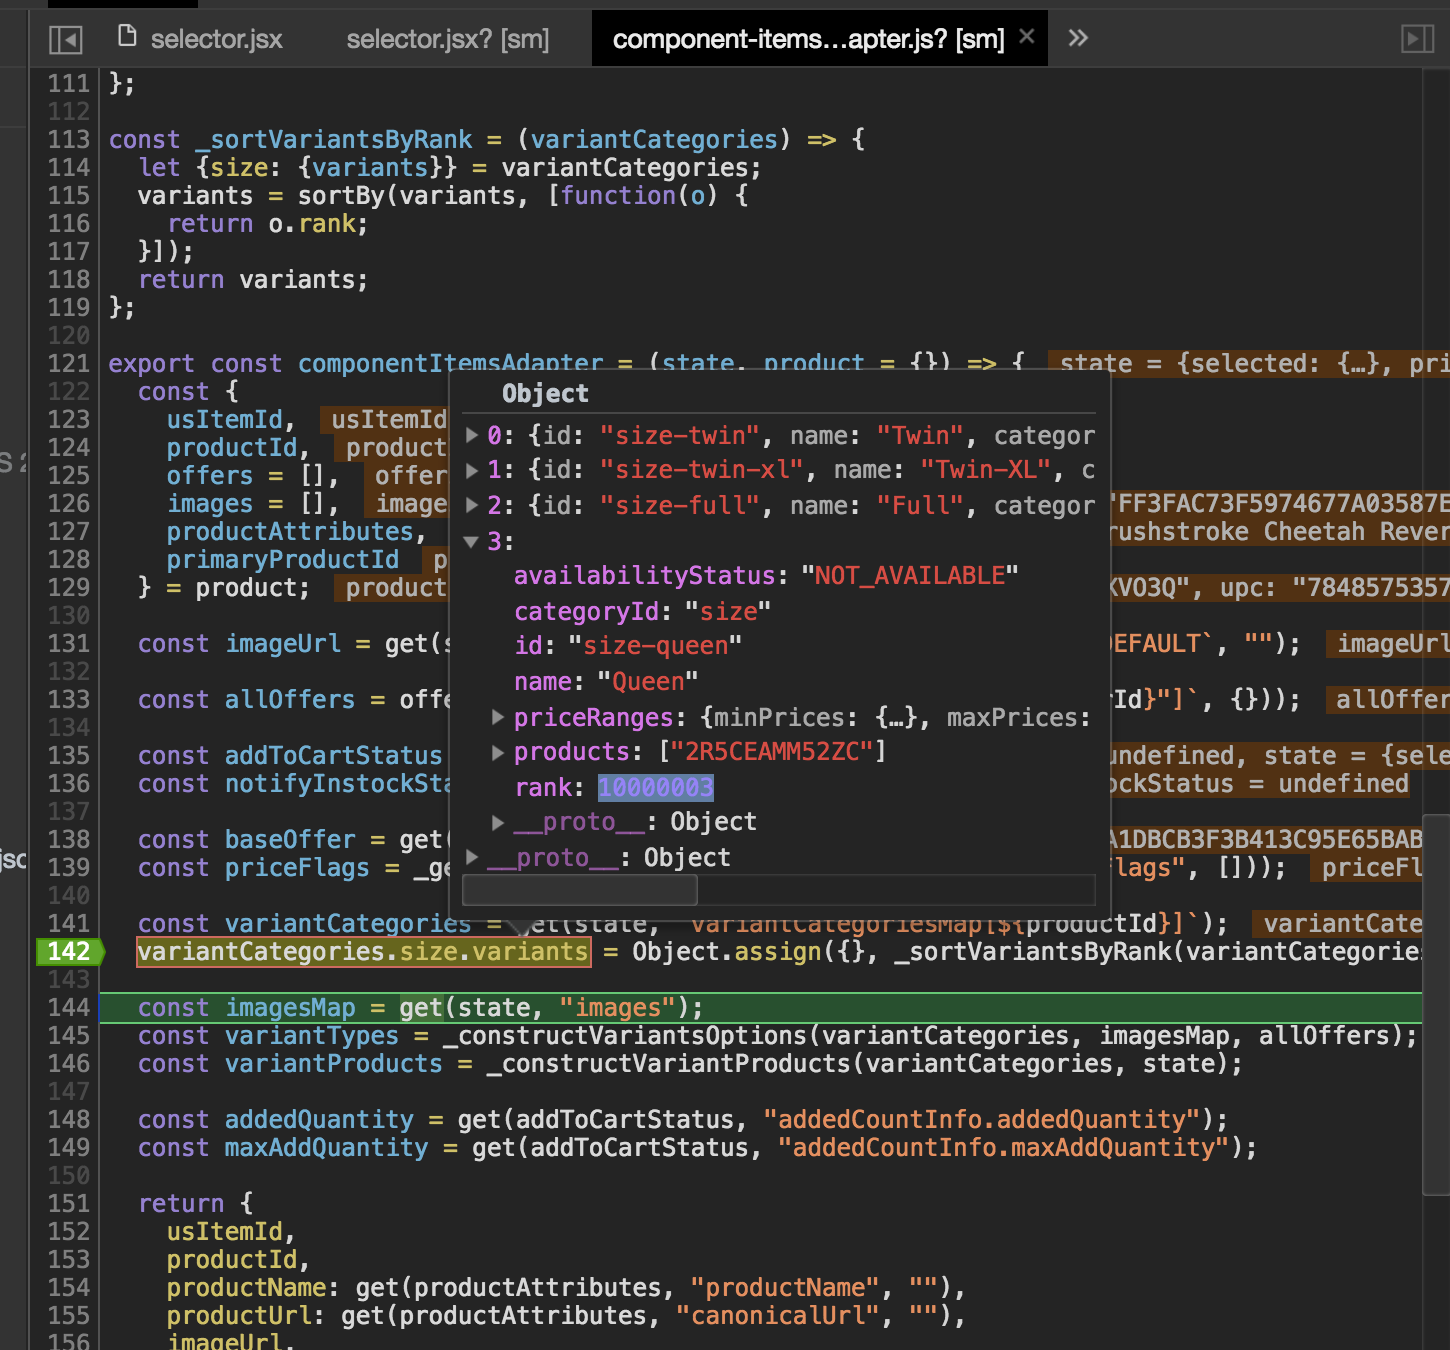 selector.jsx selector.jsx? [sm] component-items…apter.js? [sm] × »
111 };
112
113 const _sortVariantsByRank = (variantCategories) => {
114 let {size: {variants}} = variantCategories;
115 variants = sortBy(variants, [function(o) {
116 return o.rank;
117 }]);
118 return variants;
119 };
120
121 export const componentItemsAdapter = (state, product = {}) => { state = {selected: {…}, pri
122 const {
123 usItemId, usItemId
124 productId, product
125 offers = [], offer
126 images = [], image "FF3FAC73F5974677A03587E
127 productAttributes, rushstroke Cheetah Rever
128 primaryProductId p
129 } = product; product XVO3Q", upc: "7848575357
130
131 const imageUrl = get(s DEFAULT`, ""); imageUrl
132
133 const allOffers = offe rId}"]`, {})); allOffer
134
135 const addToCartStatus undefined, state = {sele
136 const notifyInstockSta ockStatus = undefined
137
138 const baseOffer = get( A1DBCB3F3B413C95E65BAB
139 const priceFlags = _ge lags", [])); priceFl
140
141 const variantCategories = get(state, `variantCategoriesMap[${productId}]`); variantCate
142 variantCategories.size.variants = Object.assign({}, _sortVariantsByRank(variantCategorie
143
144 const imagesMap = get(state, "images");
145 const variantTypes = _constructVariantsOptions(variantCategories, imagesMap, allOffers);
146 const variantProducts = _constructVariantProducts(variantCategories, state);
147
148 const addedQuantity = get(addToCartStatus, "addedCountInfo.addedQuantity");
149 const maxAddQuantity = get(addToCartStatus, "addedCountInfo.maxAddQuantity");
150
151 return {
152 usItemId,
153 productId,
154 productName: get(productAttributes, "productName", ""),
155 productUrl: get(productAttributes, "canonicalUrl", ""),
156 imageUrl,
Object
0: {id: "size-twin", name: "Twin", categor
1: {id: "size-twin-xl", name: "Twin-XL", c
2: {id: "size-full", name: "Full", categor
3:
availabilityStatus: "NOT_AVAILABLE"
categoryId: "size"
id: "size-queen"
name: "Queen"
priceRanges: {minPrices: {…}, maxPrices:
products: ["2R5CEAMM52ZC"]
rank: 10000003
__proto__: Object
__proto__: Object